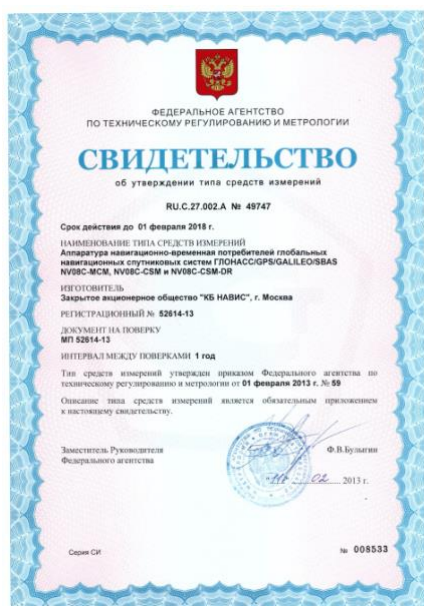 ФЕДЕРАЛЬНОЕ АГЕНТСТВО
ПО ТЕХНИЧЕСКОМУ РЕГУЛИРОВАНИЮ И МЕТРОЛОГИИ
СВИДЕТЕЛЬСТВО
об утверждении типа средств измерений
RU.C.27.002.A № 49747
Срок действия до 01 февраля 2018 г.
НАИМЕНОВАНИЕ ТИПА СРЕДСТВ ИЗМЕРЕНИЙ
Аппаратура навигационно-временная потребителей глобальных
навигационных спутниковых систем ГЛОНАСС/GPS/GALILEO/SBAS
NV08C-MCM, NV08C-CSM и NV08C-CSM-DR
ИЗГОТОВИТЕЛЬ
Закрытое акционерное общество "КБ НАВИС", г. Москва
РЕГИСТРАЦИОННЫЙ № 52614-13
ДОКУМЕНТ НА ПОВЕРКУ
МП 52614-13
ИНТЕРВАЛ МЕЖДУ ПОВЕРКАМИ 1 год
Тип средств измерений утвержден приказом Федерального агентства по
техническому регулированию и метрологии от 01 февраля 2013 г. № 59
Описание типа средств измерений является обязательным приложением
к настоящему свидетельству.
Заместитель Руководителя
Ф.В.Булыгин
Федерального агентства
02 2013 г.
Серия СИ
№ 008533